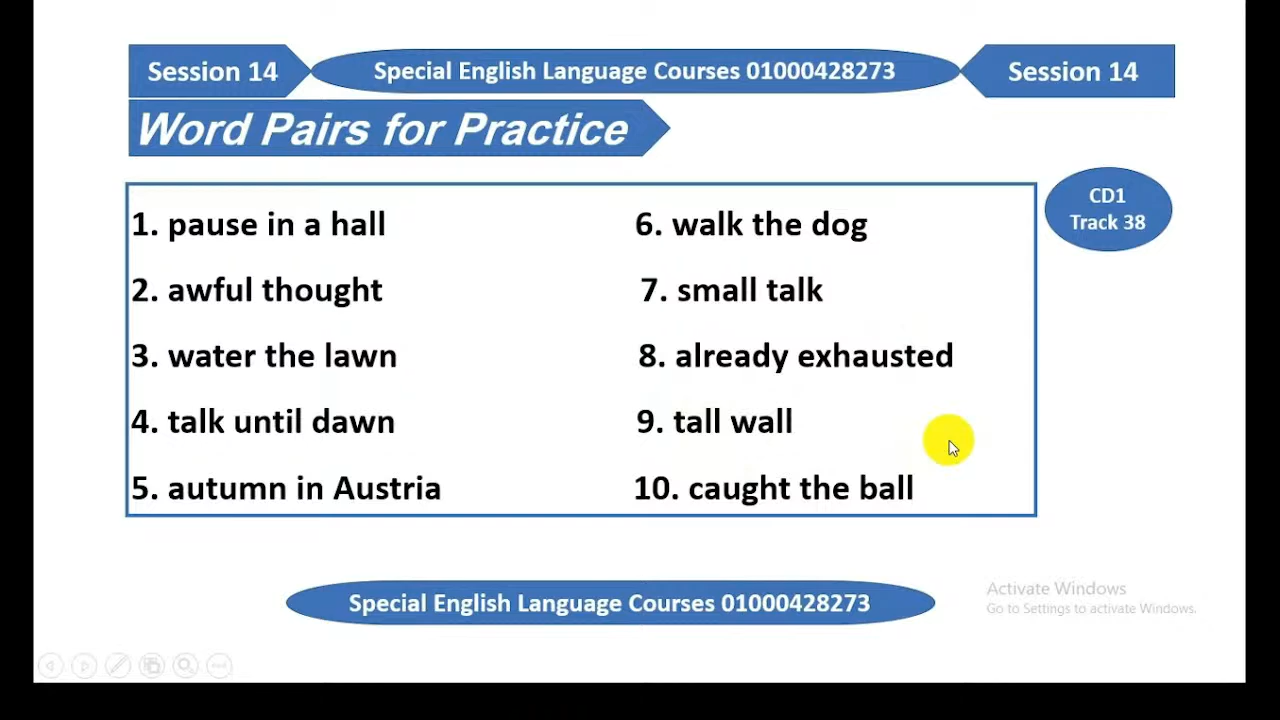 Session 14
Special English Language Courses 01000428273
Session 14
Word Pairs for Practice
CD1
Track 38
1. pause in a hall
2. awful thought
3. water the lawn
4. talk until dawn
5. autumn in Austria
6. walk the dog
7. small talk
8. already exhausted
9. tall wall
10. caught the ball
Special English Language Courses 01000428273
Activate Windows
Go to Settings to activate Windows.